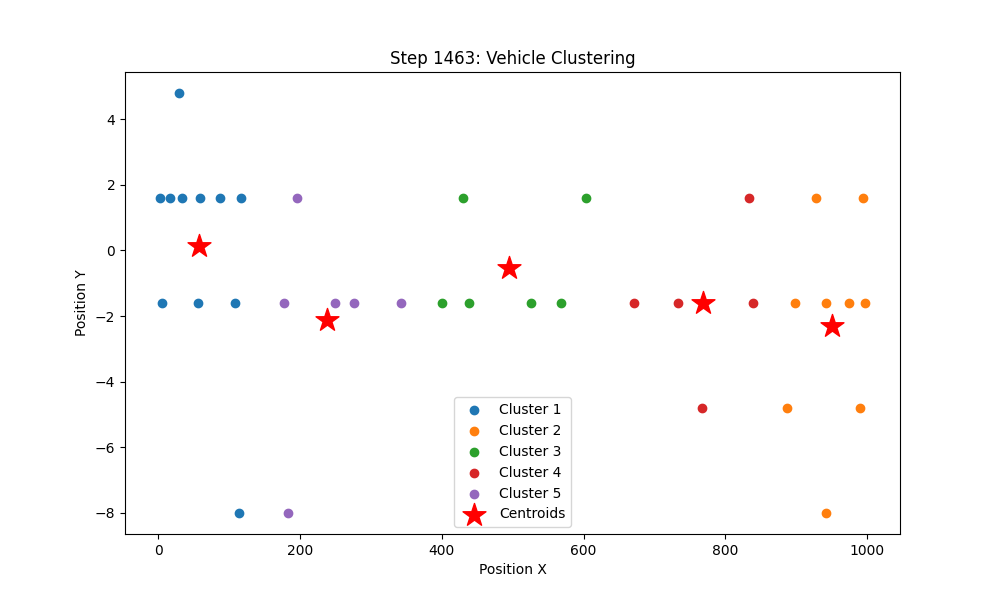 Step 1463: Vehicle Clustering
Position Y
4
2
0
−2
−4
−6
−8
Cluster 1
Cluster 2
Cluster 3
Cluster 4
Cluster 5
Centroids
0 200 400 600 800 1000
Position X